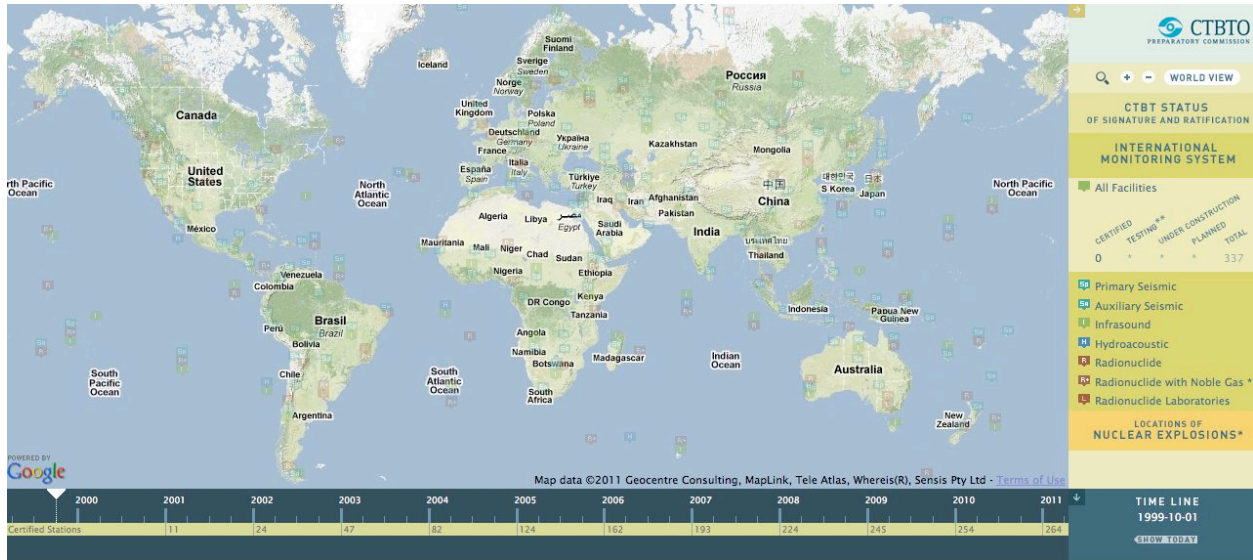 CTBTO
PREPARATORY COMMISSION
+ - WORLD VIEW
CTBT STATUS
OF SIGNATURE AND RATIFICATION
INTERNATIONAL
MONITORING SYSTEM
All Facilities
CERTIFIED TESTING** UNDER CONSTRUCTION PLANNED TOTAL
0 * * * 337
Sp Primary Seismic
Sa Auxiliary Seismic
I Infrasound
H Hydroacoustic
R Radionuclide
R+ Radionuclide with Noble Gas *
L Radionuclide Laboratories
LOCATIONS OF
NUCLEAR EXPLOSIONS*
Suomi
Finland
Iceland
Sverige
Sweden
Norge
Norway
Россия
Russia
Canada
United
Kingdom
Polska
Poland
Deutschland
Germany
Україна
Ukraine
France
Kazakhstan
Mongolia
United
States
Italia
Italy
España
Spain
Türkiye
Turkey
中国
China
대한민국
S Korea
日本
Japan
rth Pacific
Ocean
North
Atlantic
Ocean
North Pacific
Ocean
Iraq
Iran
Afghanistan
Pakistan
Algeria
Libya
مصر
Egypt
Saudi
Arabia
India
México
Mauritania
Mali
Niger
Chad
Sudan
ประเทศไทย
Thailand
Venezuela
Colombia
Nigeria
Ethiopia
Kenya
DR Congo
Tanzania
Indonesia
Papua New
Guinea
Brasil
Brazil
Perú
Bolivia
Angola
Namibia
Botswana
Madagascar
Indian
Ocean
Australia
South
Pacific
Ocean
Chile
South
Atlantic
Ocean
South
Africa
Argentina
New
Zealand
POWERED BY
Google
Map data ©2011 Geocentre Consulting, MapLink, Tele Atlas, Whereis(R), Sensis Pty Ltd - Terms of Use
2000 2001 2002 2003 2004 2005 2006 2007 2008 2009 2010 2011
Certified Stations 11 24 47 82 124 162 193 224 245 254 264
TIME LINE
1999-10-01
SHOW TODAY